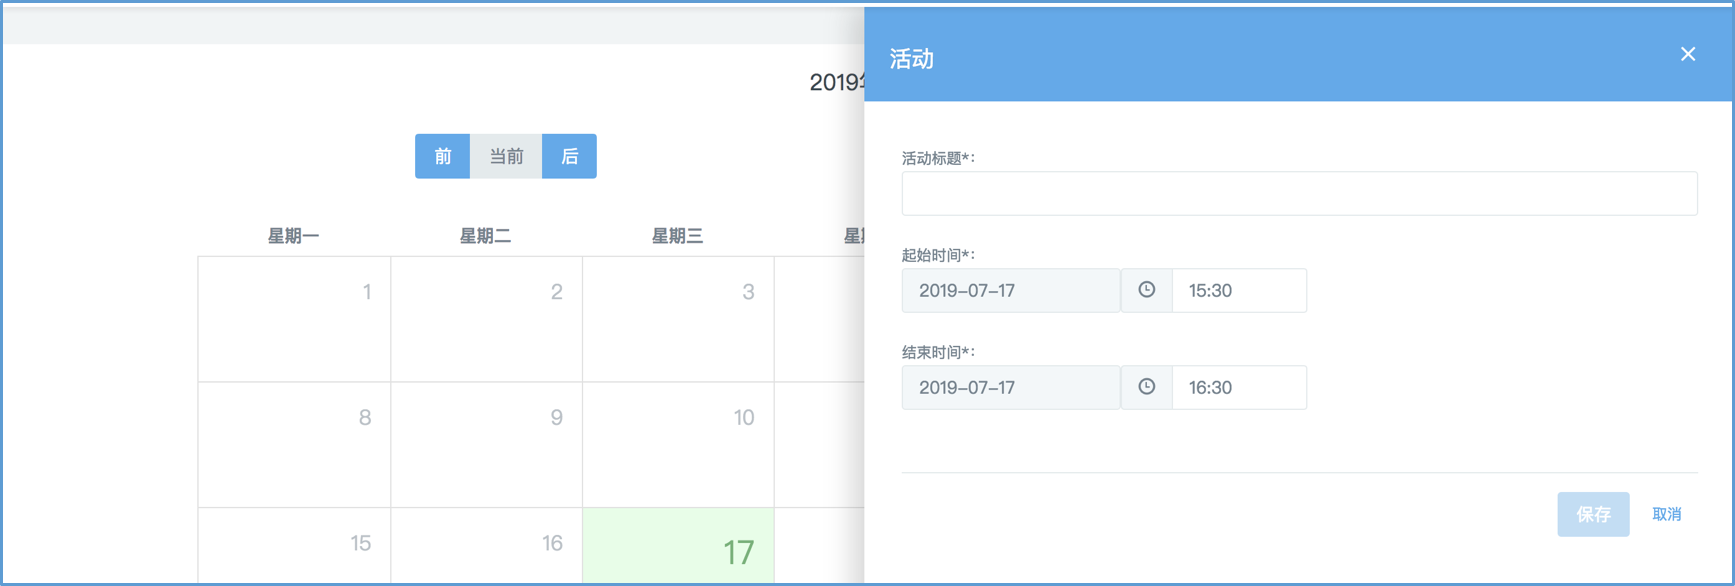 2019
前 当前 后
星期一 星期二 星期三 星
1 2 3
8 9 10
15 16 17
活动 ×
活动标题*:
起始时间*:
2019-07-17 15:30
结束时间*:
2019-07-17 16:30
保存 取消